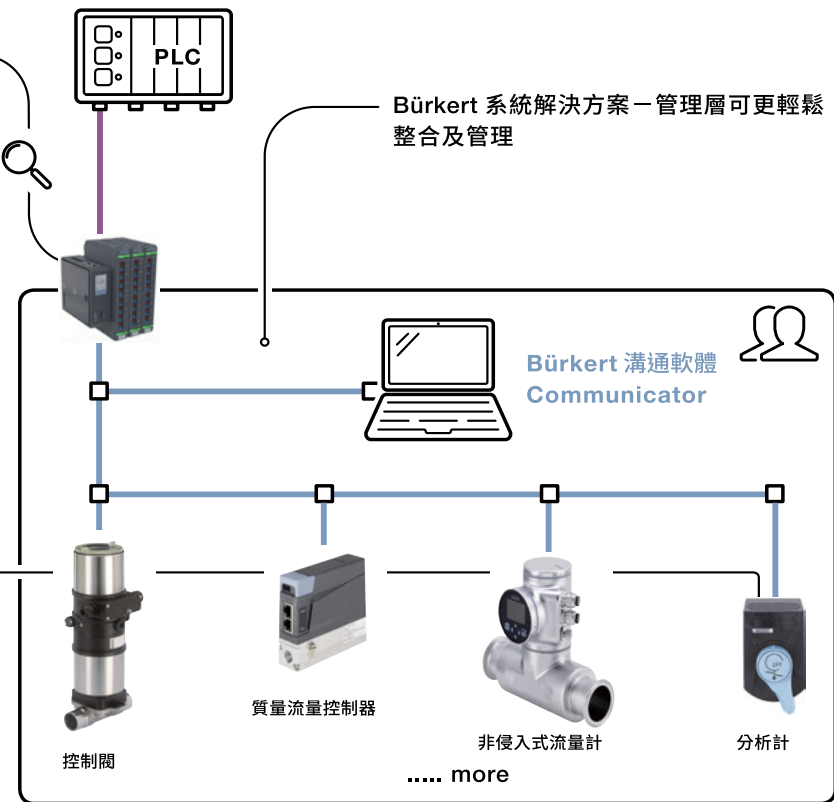 PLC
Bürkert 系統解決方案－管理層可更輕鬆
整合及管理
Bürkert 溝通軟體
Communicator
控制閥
質量流量控制器
非侵入式流量計
分析計
..... more